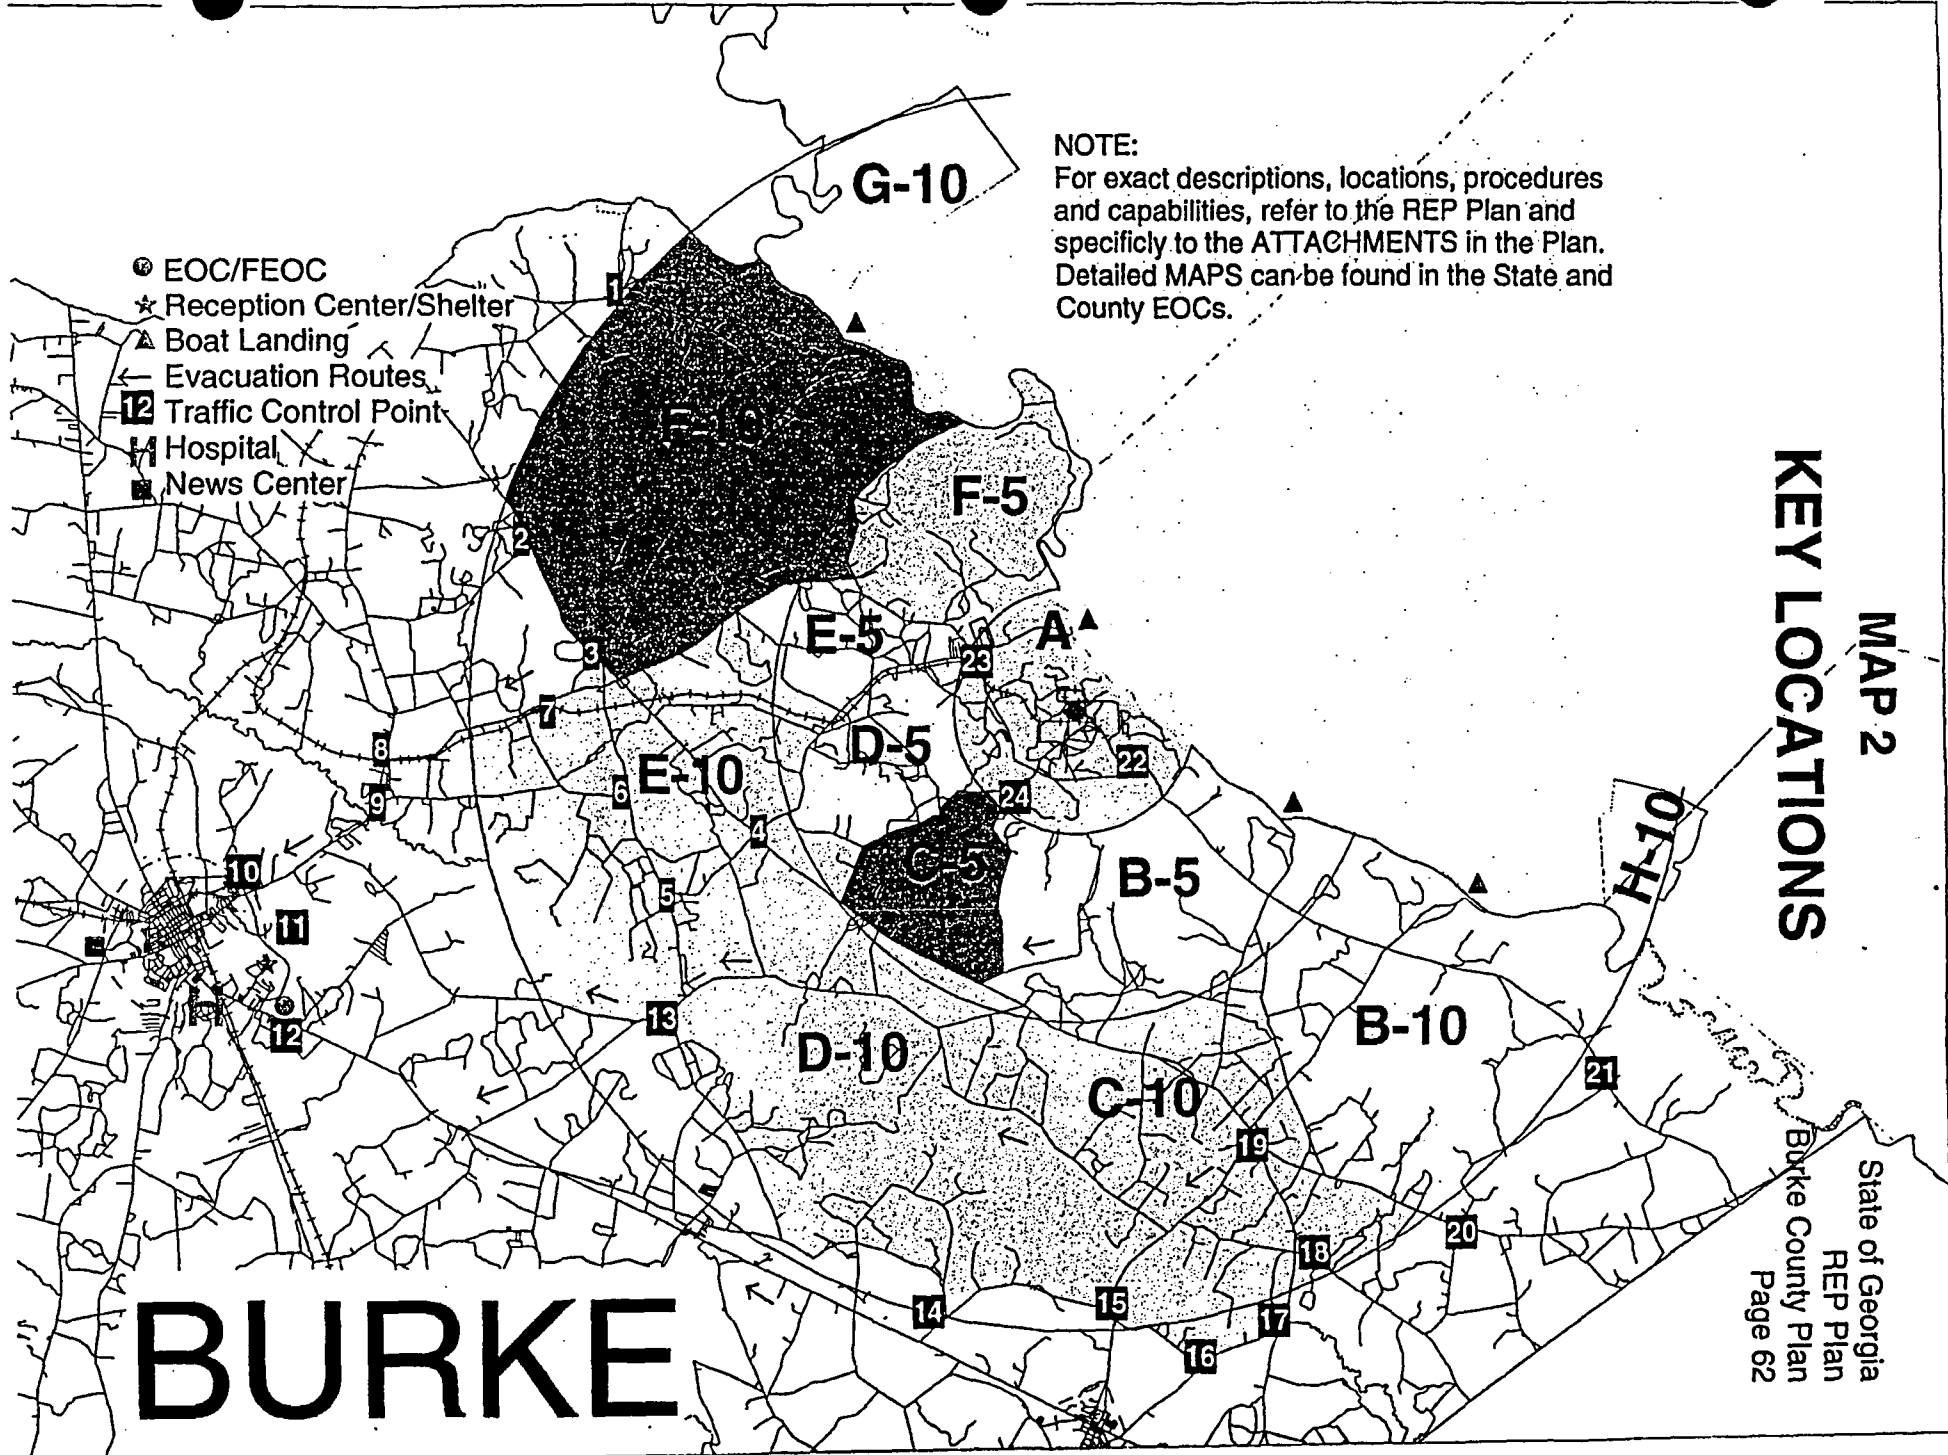 G-10
NOTE:
For exact descriptions, locations, procedures
and capabilities, refer to the REP Plan and
specificly to the ATTACHMENTS in the Plan.
Detailed MAPS can be found in the State and
County EOCs.
EOC/FEOC
Reception Center/Shelter
Boat Landing
Evacuation Routes
12 Traffic Control Point
H Hospital
News Center
1
F-10
F-5
2
E-5
A
3
23
7
8
D-5
22
E-10
6
9
24
4
H-10
10
C-5
B-5
5
11
13
12
D-10
B-10
21
C-10
19
20
18
14
15
17
16
BURKE
MAP 2
KEY LOCATIONS
State of Georgia
REP Plan
Burke County Plan
Page 62